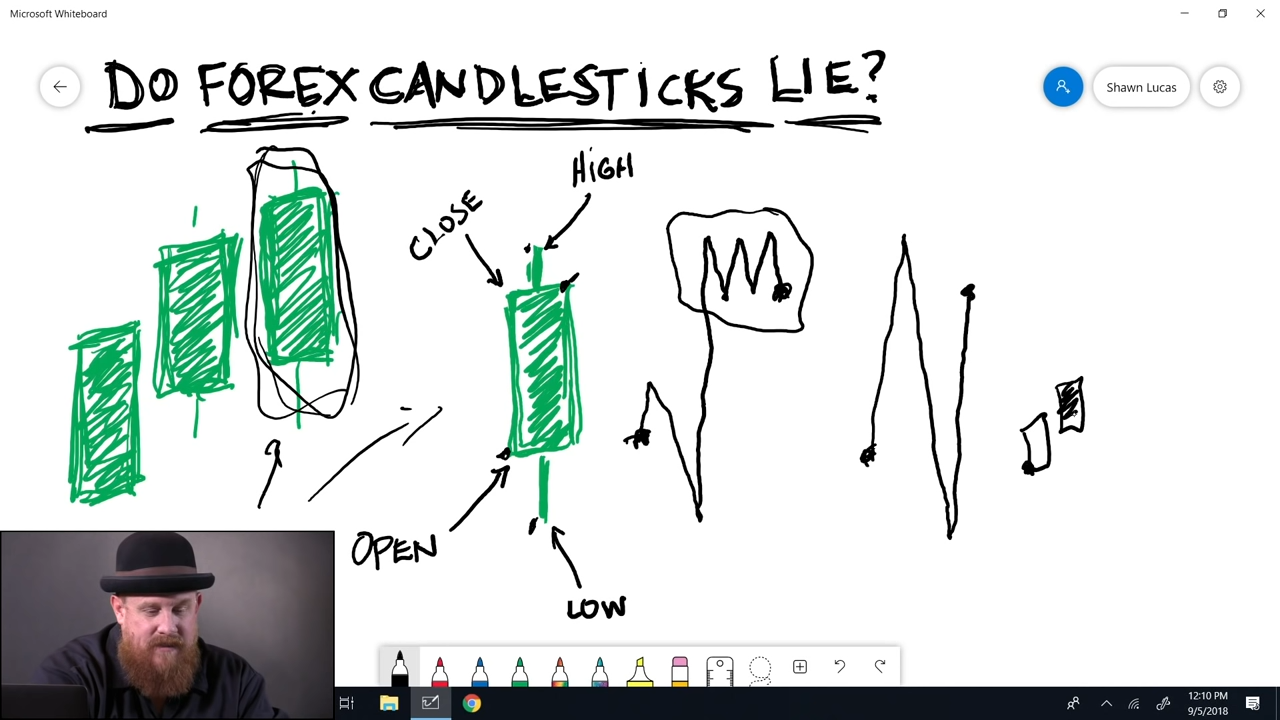 Microsoft Whiteboard
DO FOREX CANDLESTICKS LIE?
Shawn Lucas
HIGH
CLOSE
OPEN
LOW
12:10 PM
9/5/2018